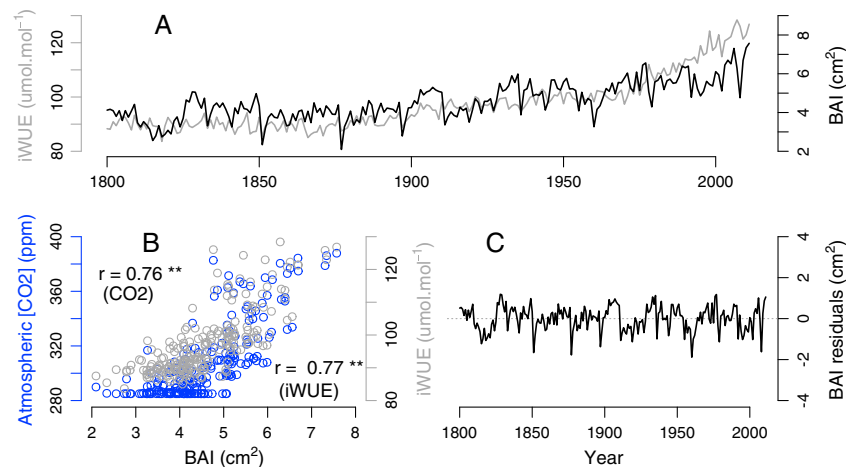 A
iWUE (umol.mol⁻¹)
80 100 120
BAI (cm²)
2 4 6 8
1800 1850 1900 1950 2000
B
Atmospheric [CO2] (ppm)
280 320 360 400
r = 0.76 **
(CO2)
r = 0.77 **
(iWUE)
80 100 120
iWUE (umol.mol⁻¹)
2 3 4 5 6 7 8
BAI (cm²)
C
BAI residuals (cm²)
-4 -2 0 2 4
1800 1850 1900 1950 2000
Year